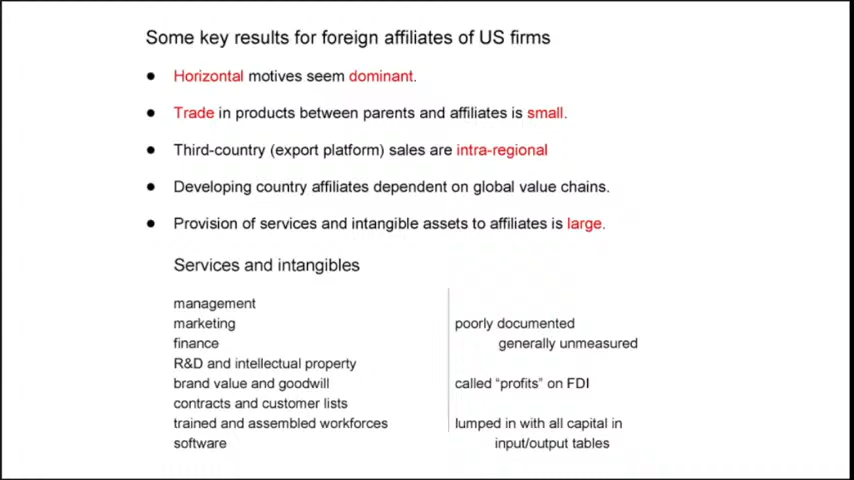 Some key results for foreign affiliates of US firms
● Horizontal motives seem dominant.
● Trade in products between parents and affiliates is small.
● Third-country (export platform) sales are intra-regional
● Developing country affiliates dependent on global value chains.
● Provision of services and intangible assets to affiliates is large.
Services and intangibles
management
marketing
finance
R&D and intellectual property
brand value and goodwill
contracts and customer lists
trained and assembled workforces
software
poorly documented
generally unmeasured
called “profits” on FDI
lumped in with all capital in
input/output tables